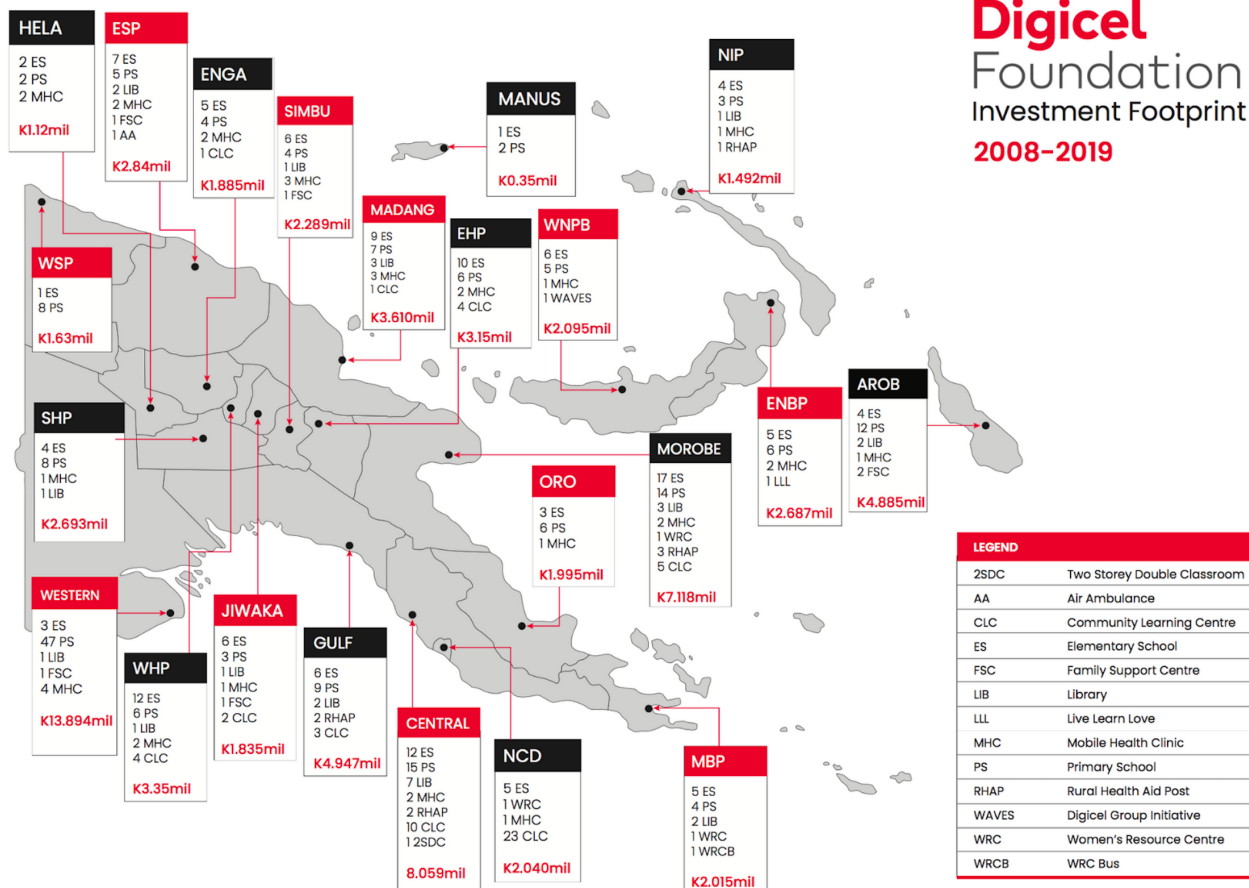 Digicel
Foundation
Investment Footprint
2008-2019
HELA
2 ES
2 PS
2 MHC
K1.12mil
ESP
7 ES
5 PS
2 LIB
2 MHC
1 FSC
1 AA
K2.84mil
ENGA
5 ES
4 PS
2 MHC
1 CLC
K1.885mil
SIMBU
6 ES
4 PS
1 LIB
3 MHC
1 FSC
K2.289mil
MANUS
1 ES
2 PS
K0.35mil
NIP
4 ES
3 PS
1 LIB
1 MHC
1 RHAP
K1.492mil
MADANG
9 ES
7 PS
3 LIB
3 MHC
1 CLC
K3.610mil
EHP
10 ES
6 PS
2 MHC
4 CLC
K3.15mil
WNPB
6 ES
5 PS
1 MHC
1 WAVES
K2.095mil
WSP
1 ES
8 PS
K1.63mil
SHP
4 ES
8 PS
1 MHC
1 LIB
K2.693mil
ENBP
5 ES
6 PS
2 MHC
1 LLL
K2.687mil
AROB
4 ES
12 PS
2 LIB
1 MHC
2 FSC
K4.885mil
MOROBE
17 ES
14 PS
3 LIB
2 MHC
1 WRC
3 RHAP
5 CLC
K7.118mil
ORO
3 ES
6 PS
1 MHC
K1.995mil
WESTERN
3 ES
47 PS
1 LIB
1 FSC
4 MHC
K13.894mil
WHP
12 ES
6 PS
1 LIB
2 MHC
4 CLC
K3.35mil
JIWAKA
6 ES
3 PS
1 LIB
1 MHC
1 FSC
2 CLC
K1.835mil
GULF
6 ES
9 PS
2 LIB
2 RHAP
3 CLC
K4.947mil
CENTRAL
12 ES
15 PS
7 LIB
2 MHC
2 RHAP
10 CLC
1 2SDC
8.059mil
NCD
5 ES
1 WRC
1 MHC
23 CLC
K2.040mil
MBP
5 ES
4 PS
2 LIB
1 WRC
1 WRCB
K2.015mil
LEGEND
2SDC Two Storey Double Classroom
AA Air Ambulance
CLC Community Learning Centre
ES Elementary School
FSC Family Support Centre
LIB Library
LLL Live Learn Love
MHC Mobile Health Clinic
PS Primary School
RHAP Rural Health Aid Post
WAVES Digicel Group Initiative
WRC Women's Resource Centre
WRCB WRC Bus